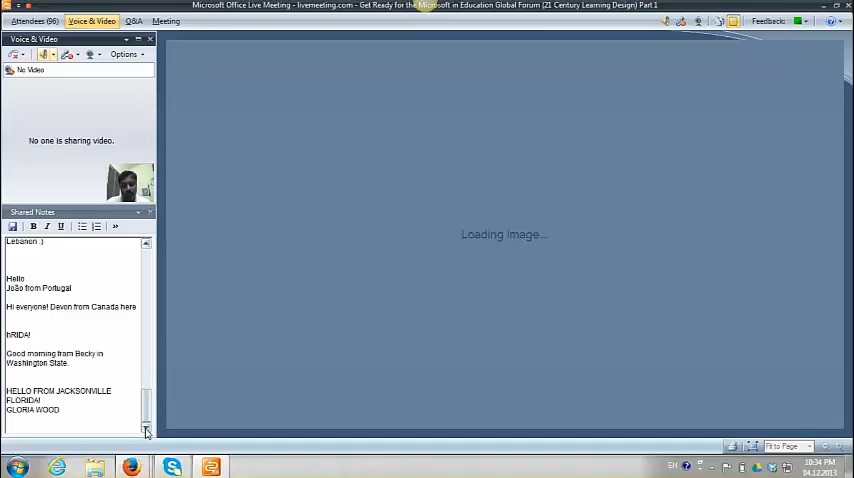 Microsoft Office Live Meeting - livemeeting.com - Get Ready for the Microsoft in Education Global Forum (21 Century Learning Design) Part 1
Attendees (96) Voice & Video Q&A Meeting
Feedback:
Voice & Video
Options
No Video
No one is sharing video.
Shared Notes
B I U
Lebanon :)
Hello
João from Portugal
Hi everyone! Devon from Canada here
hRIDA!
Good morning from Becky in
Washington State.
HELLO FROM JACKSONVILLE
FLORIDA!
GLORIA WOOD
Loading Image...
Fit to Page
EN
10:34 PM
04.12.2013